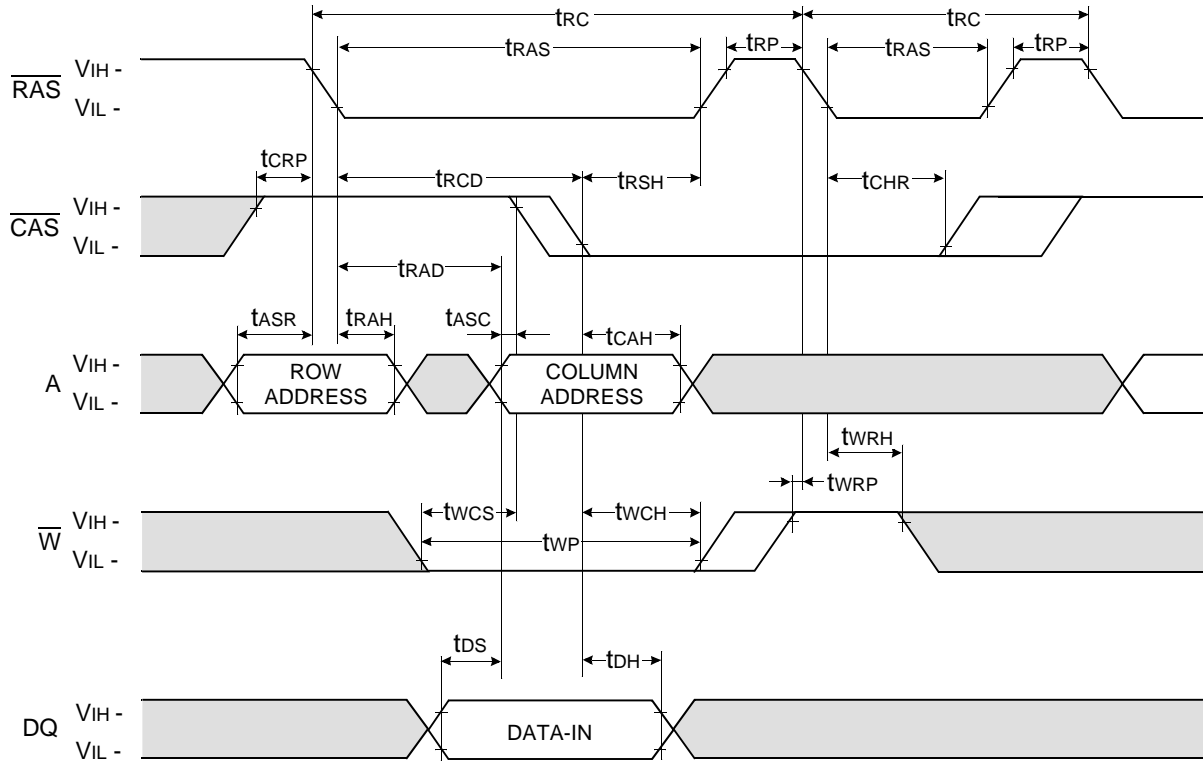 tRC tRC
tRAS tRP tRAS tRP
RAS VIH -
VIL -
tCRP tRCD tRSH tCHR
CAS VIH -
VIL -
tRAD
tASR tRAH tASC tCAH
A VIH -
VIL -
ROW
ADDRESS
COLUMN
ADDRESS
tWRH
tWRP
W VIH -
VIL -
tWCS tWCH
tWP
tDS tDH
DQ VIH -
VIL -
DATA-IN